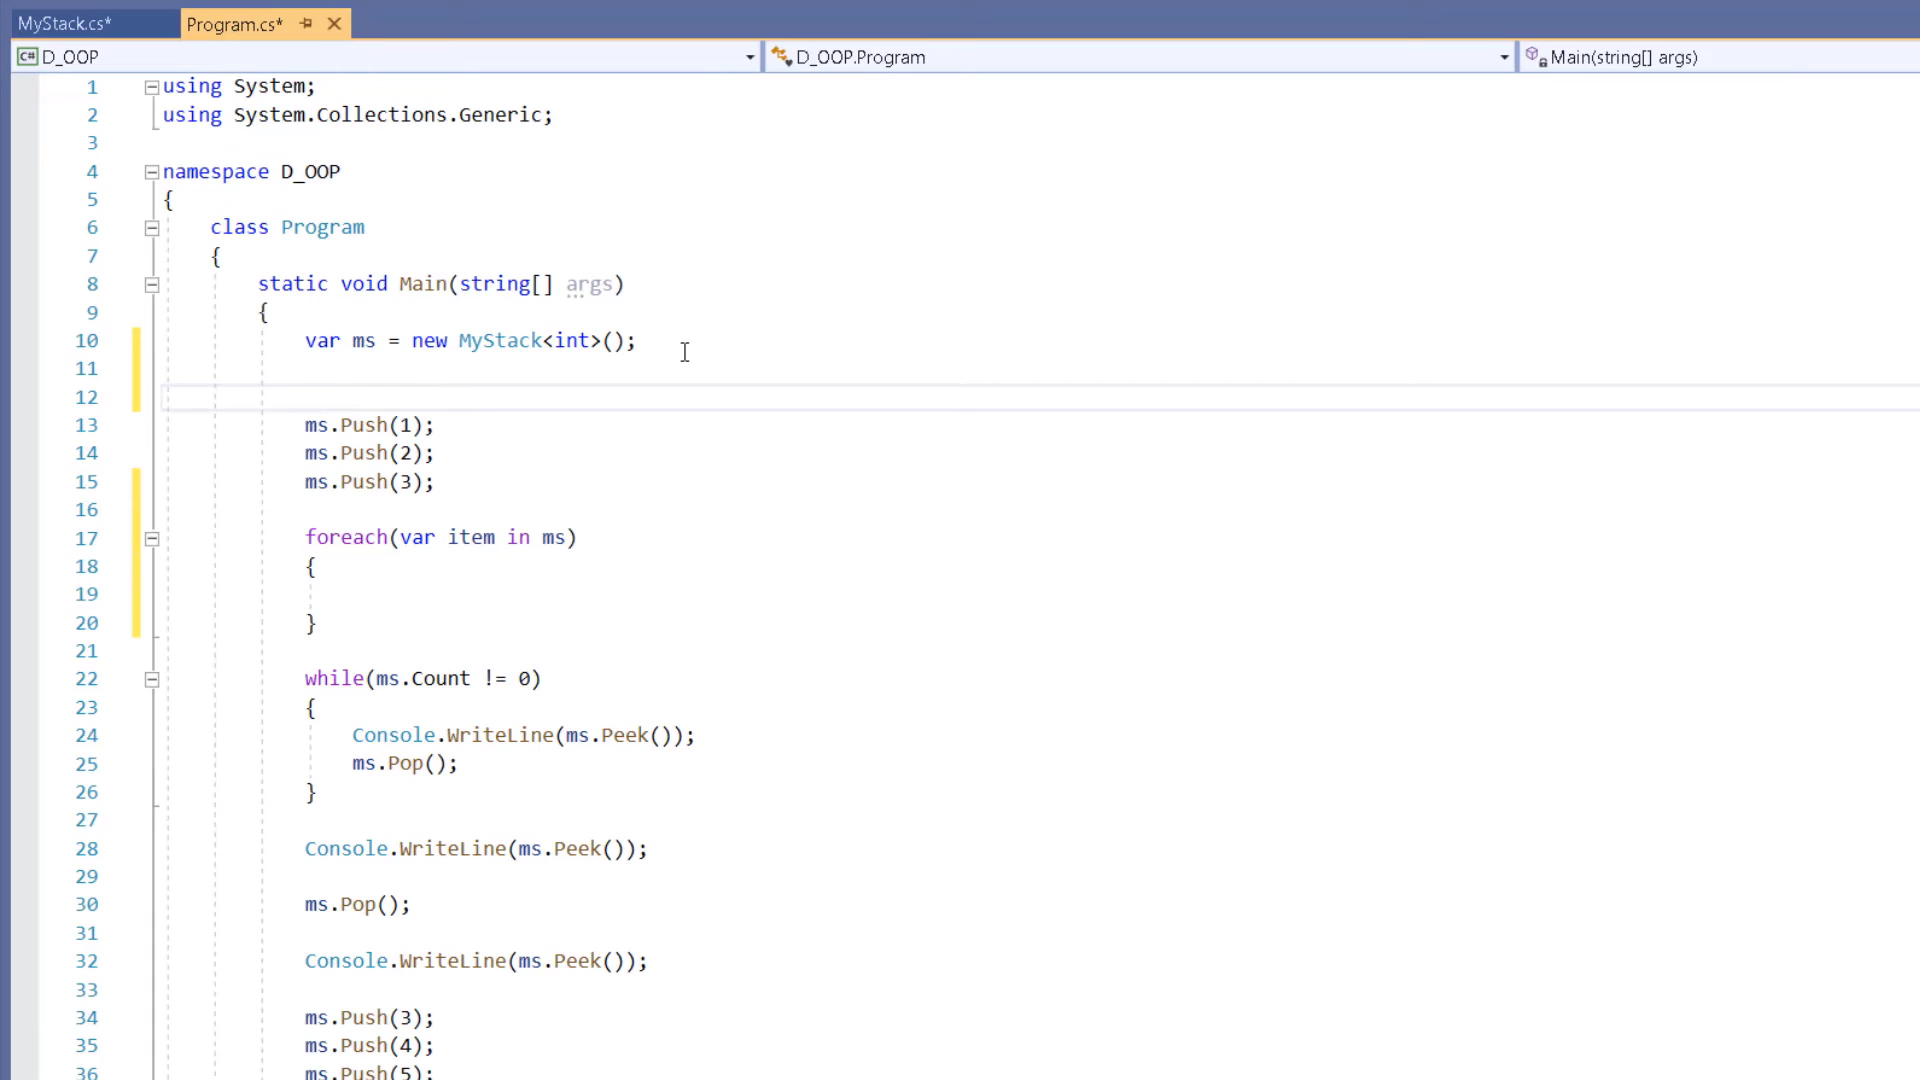 MyStack.cs* Program.cs*
C# D_OOP D_OOP.Program Main(string[] args)
1 using System;
2 using System.Collections.Generic;
3
4 namespace D_OOP
5 {
6 class Program
7 {
8 static void Main(string[] args)
9 {
10 var ms = new MyStack<int>();
11
12
13 ms.Push(1);
14 ms.Push(2);
15 ms.Push(3);
16
17 foreach(var item in ms)
18 {
19
20 }
21
22 while(ms.Count != 0)
23 {
24 Console.WriteLine(ms.Peek());
25 ms.Pop();
26 }
27
28 Console.WriteLine(ms.Peek());
29
30 ms.Pop();
31
32 Console.WriteLine(ms.Peek());
33
34 ms.Push(3);
35 ms.Push(4);
36 ms.Push(5);